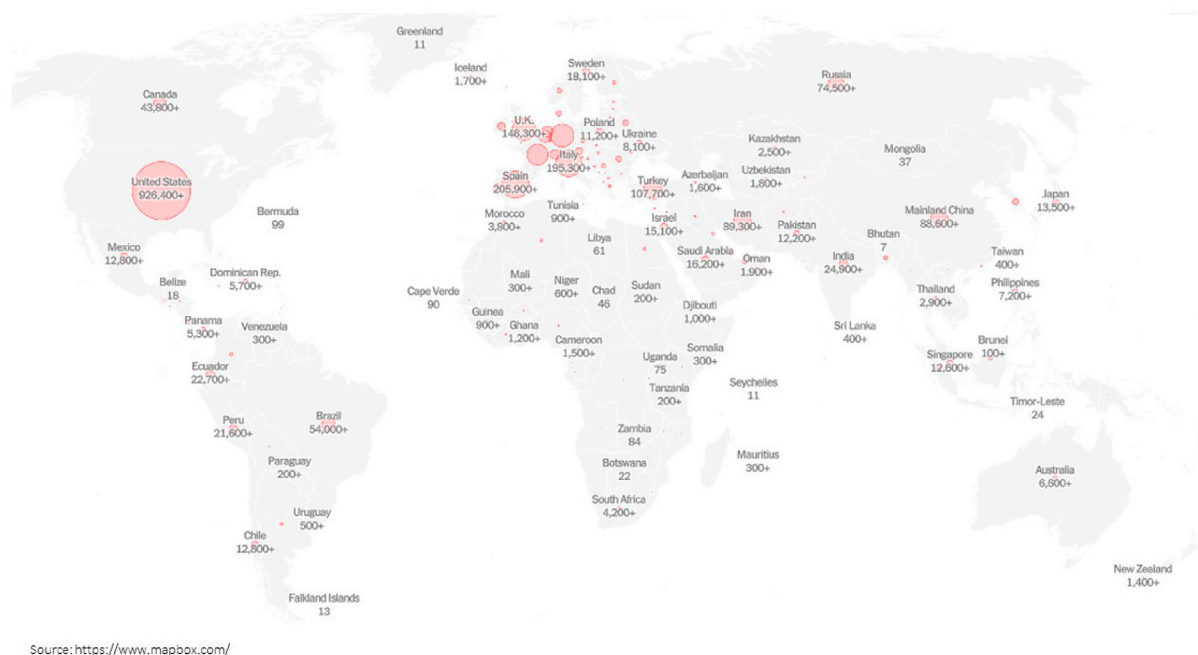 Greenland
11
Iceland
1,700+
Sweden
18,100+
Russia
74,500+
Canada
43,800+
U.K.
148,300+
Poland
11,200+
Ukraine
8,100+
Kazakhstan
2,500+
Mongolia
37
Italy
195,300+
United States
926,400+
Spain
205,900+
Turkey
107,700+
Azerbaijan
1,600+
Uzbekistan
1,800+
Japan
13,500+
Bermuda
99
Morocco
3,800+
Tunisia
900+
Israel
15,100+
Iran
89,300+
Pakistan
12,200+
Mainland China
88,600+
Mexico
12,800+
Libya
61
Saudi Arabia
16,200+
Oman
1,900+
India
24,900+
Bhutan
7
Taiwan
400+
Belize
18
Dominican Rep.
5,700+
Cape Verde
90
Mali
300+
Niger
600+
Chad
46
Sudan
200+
Djibouti
1,000+
Thailand
2,900+
Philippines
7,200+
Panama
5,300+
Venezuela
300+
Guinea
900+
Ghana
1,200+
Cameroon
1,500+
Sri Lanka
400+
Ecuador
22,700+
Uganda
75
Somalia
300+
Singapore
12,600+
Brunei
100+
Tanzania
200+
Seychelles
11
Timor-Leste
24
Peru
21,600+
Brazil
54,000+
Zambia
84
Paraguay
200+
Botswana
22
Mauritius
300+
Australia
6,600+
South Africa
4,200+
Uruguay
500+
Chile
12,800+
New Zealand
1,400+
Falkland Islands
13
Source: https://www.mapbox.com/